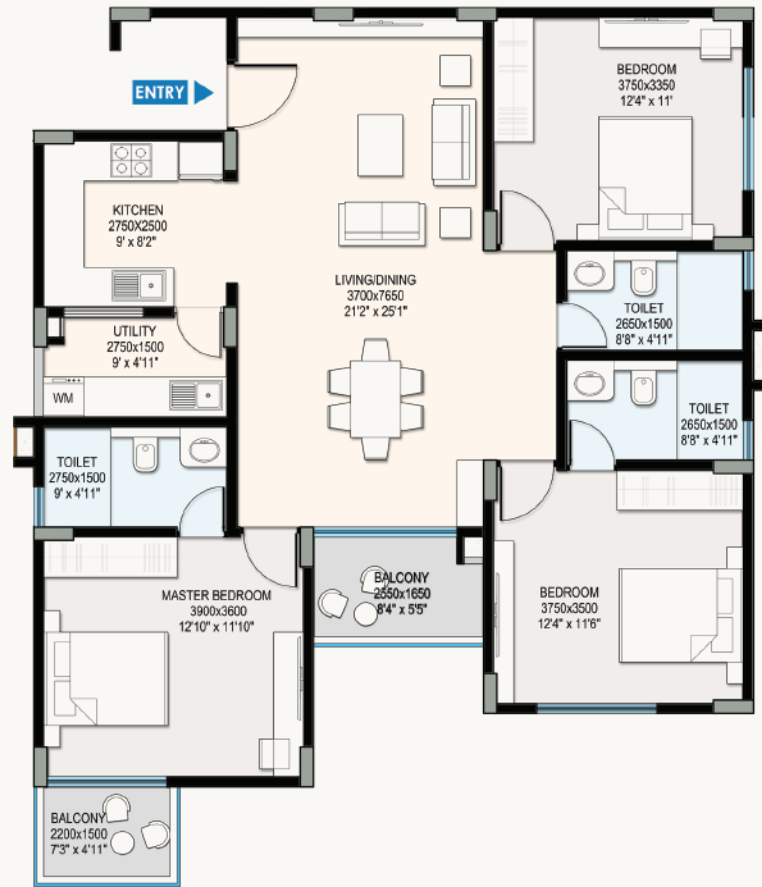 ENTRY
BEDROOM
3750x3350
12'4" x 11'
KITCHEN
2750X2500
9' x 8'2"
LIVING/DINING
3700x7650
21'2" x 25'1"
TOILET
2650x1500
8'8" x 4'11"
UTILITY
2750x1500
9' x 4'11"
WM
TOILET
2650x1500
8'8" x 4'11"
TOILET
2750x1500
9' x 4'11"
MASTER BEDROOM
3900x3600
12'10" x 11'10"
BALCONY
2550x1650
8'4" x 5'5"
BEDROOM
3750x3500
12'4" x 11'6"
BALCONY
2200x1500
7'3" x 4'11"